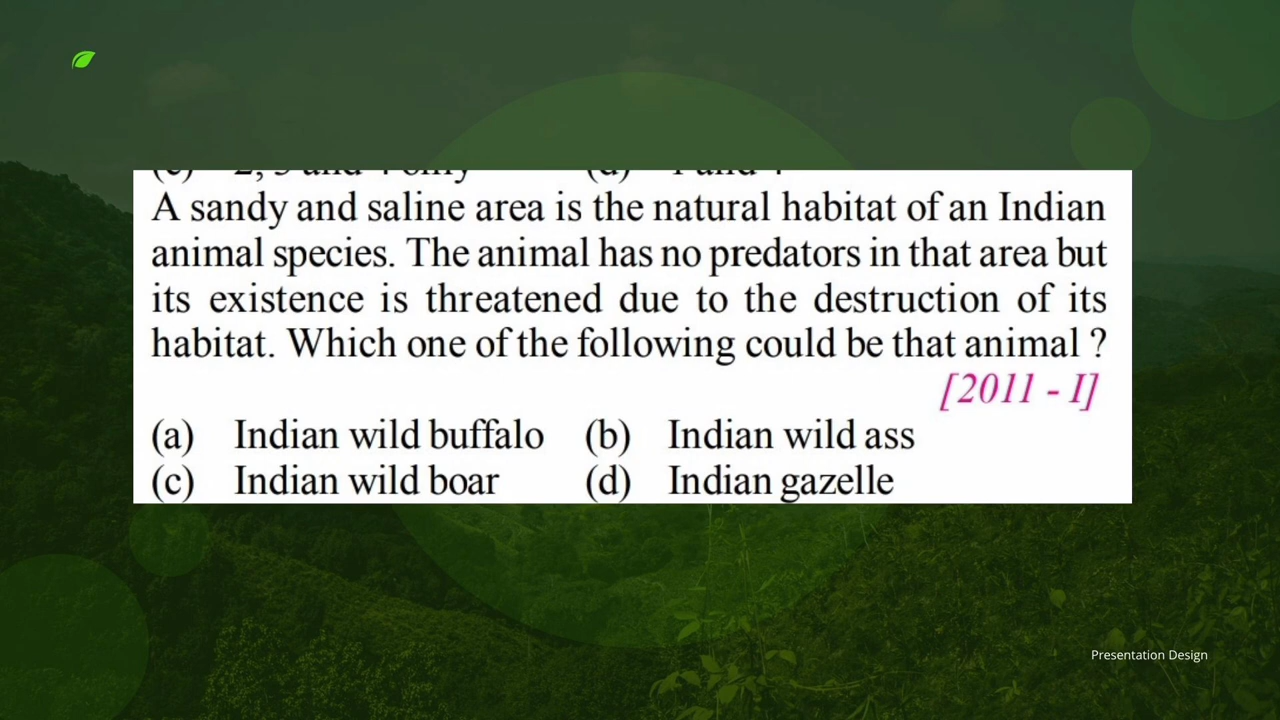 A sandy and saline area is the natural habitat of an Indian
animal species. The animal has no predators in that area but
its existence is threatened due to the destruction of its
habitat. Which one of the following could be that animal ?
[2011 - I]
(a) Indian wild buffalo (b) Indian wild ass
(c) Indian wild boar (d) Indian gazelle
Presentation Design